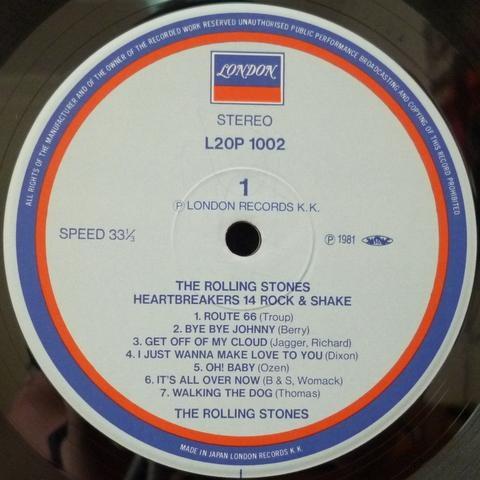 ALL RIGHTS OF THE MANUFACTURER AND OF THE OWNER OF THE RECORDED WORK RESERVED UNAUTHORISED PUBLIC PERFORMANCE BROADCASTING AND COPYING OF THIS RECORD PROHIBITED
LONDON
STEREO
L20P 1002
1
Ⓟ LONDON RECORDS K.K.
SPEED 33⅓
Ⓟ 1981
THE ROLLING STONES
HEARTBREAKERS 14 ROCK & SHAKE
1. ROUTE 66 (Troup)
2. BYE BYE JOHNNY (Berry)
3. GET OFF OF MY CLOUD (Jagger, Richard)
4. I JUST WANNA MAKE LOVE TO YOU (Dixon)
5. OH! BABY (Ozen)
6. IT'S ALL OVER NOW (B & S, Womack)
7. WALKING THE DOG (Thomas)
THE ROLLING STONES
MADE IN JAPAN LONDON RECORDS K.K.